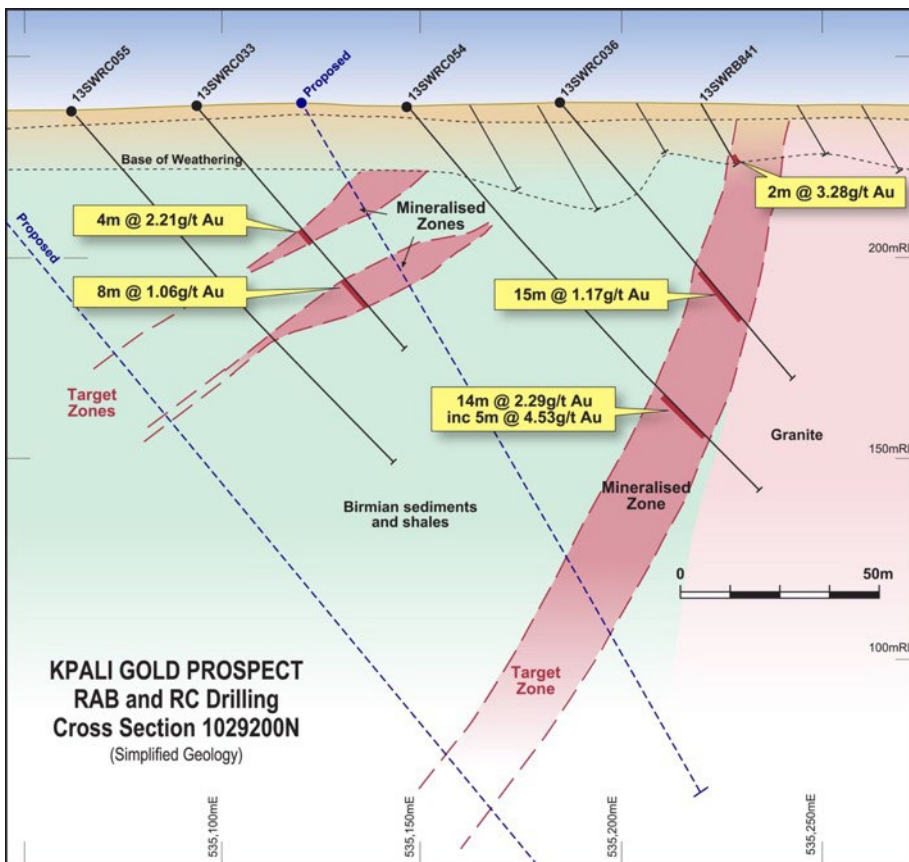 13SWRC055
13SWRC033
Proposed
13SWRC054
13SWRC036
13SWRB841
Base of Weathering
2m @ 3.28g/t Au
4m @ 2.21g/t Au
Mineralised
Zones
Proposed
200mRL
8m @ 1.06g/t Au
15m @ 1.17g/t Au
Target
Zones
14m @ 2.29g/t Au
inc 5m @ 4.53g/t Au
Granite
150mRL
Mineralised
Zone
Birmian sediments
and shales
0
50m
100mRL
KPALI GOLD PROSPECT
RAB and RC Drilling
Cross Section 1029200N
(Simplified Geology)
Target
Zone
535,100mE
535,150mE
535,200mE
535,250mE